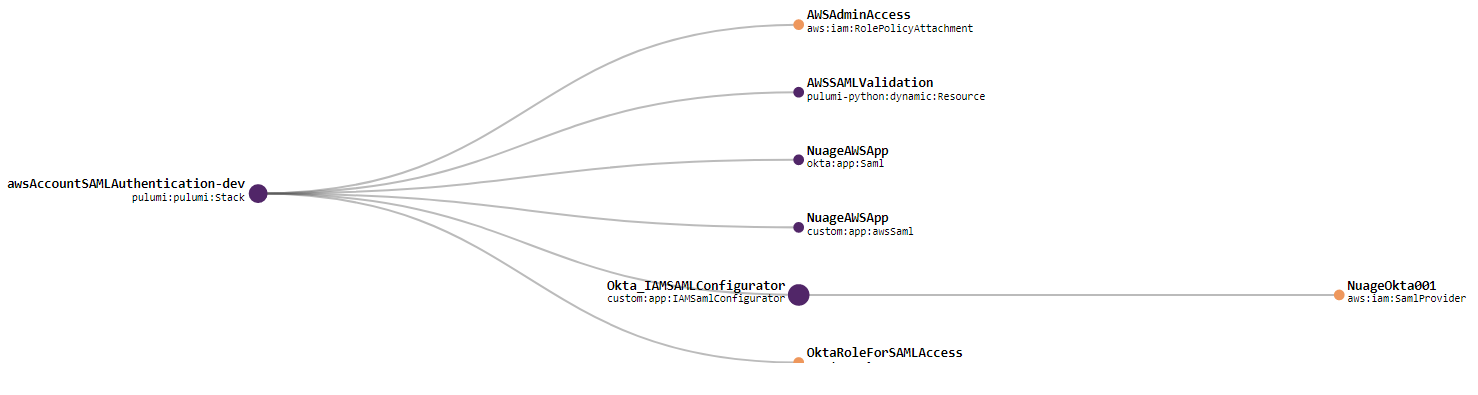 AWSAdminAccess
aws:iam:RolePolicyAttachment
AWSSAMLValidation
pulumi-python:dynamic:Resource
NuageAWSApp
okta:app:Saml
awsAccountSAMLAuthentication-dev
pulumi:pulumi:Stack
NuageAWSApp
custom:app:awsSaml
Okta_IAMSAMLConfigurator
custom:app:IAMSamlConfigurator
NuageOkta001
aws:iam:SamlProvider
OktaRoleForSAMLAccess